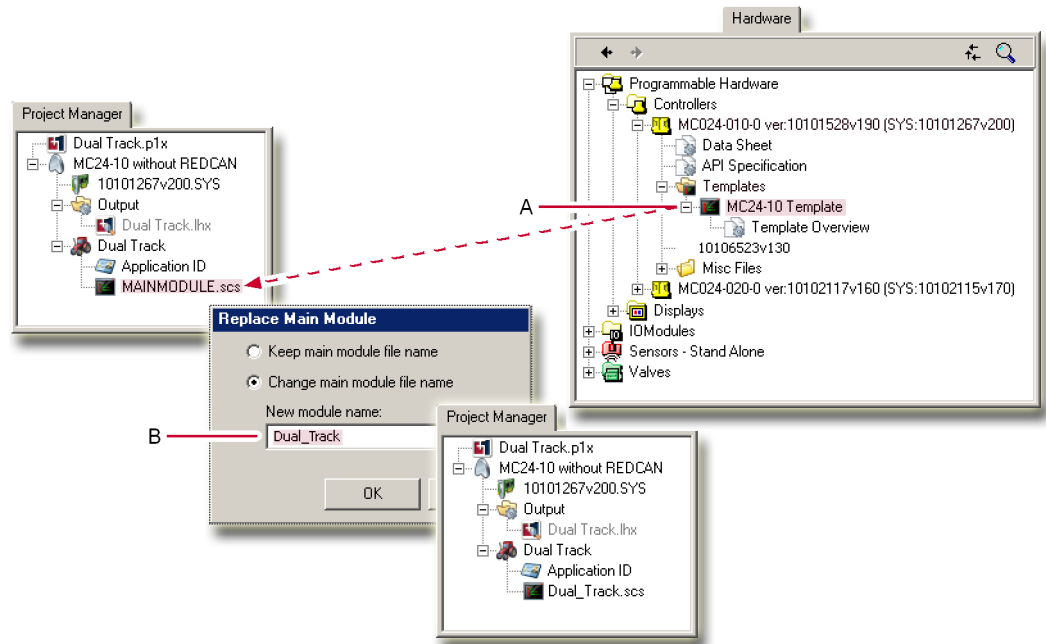 Hardware
Programmable Hardware
Controllers
MC024-010-0 ver:10101528v190 (SYS:10101267v200)
Data Sheet
API Specification
Templates
A
MC24-10 Template
Template Overview
10106523v130
Misc Files
MC024-020-0 ver:10102117v160 (SYS:10102115v170)
Displays
IOModules
Sensors - Stand Alone
Valves
Project Manager
Dual Track.p1x
MC24-10 without REDCAN
10101267v200.SYS
Output
Dual Track.lhx
Dual Track
Application ID
MAINMODULE.scs
Replace Main Module
Keep main module file name
Change main module file name
New module name:
B
Dual_Track
OK
Project Manager
Dual Track.p1x
MC24-10 without REDCAN
10101267v200.SYS
Output
Dual Track.lhx
Dual Track
Application ID
Dual_Track.scs